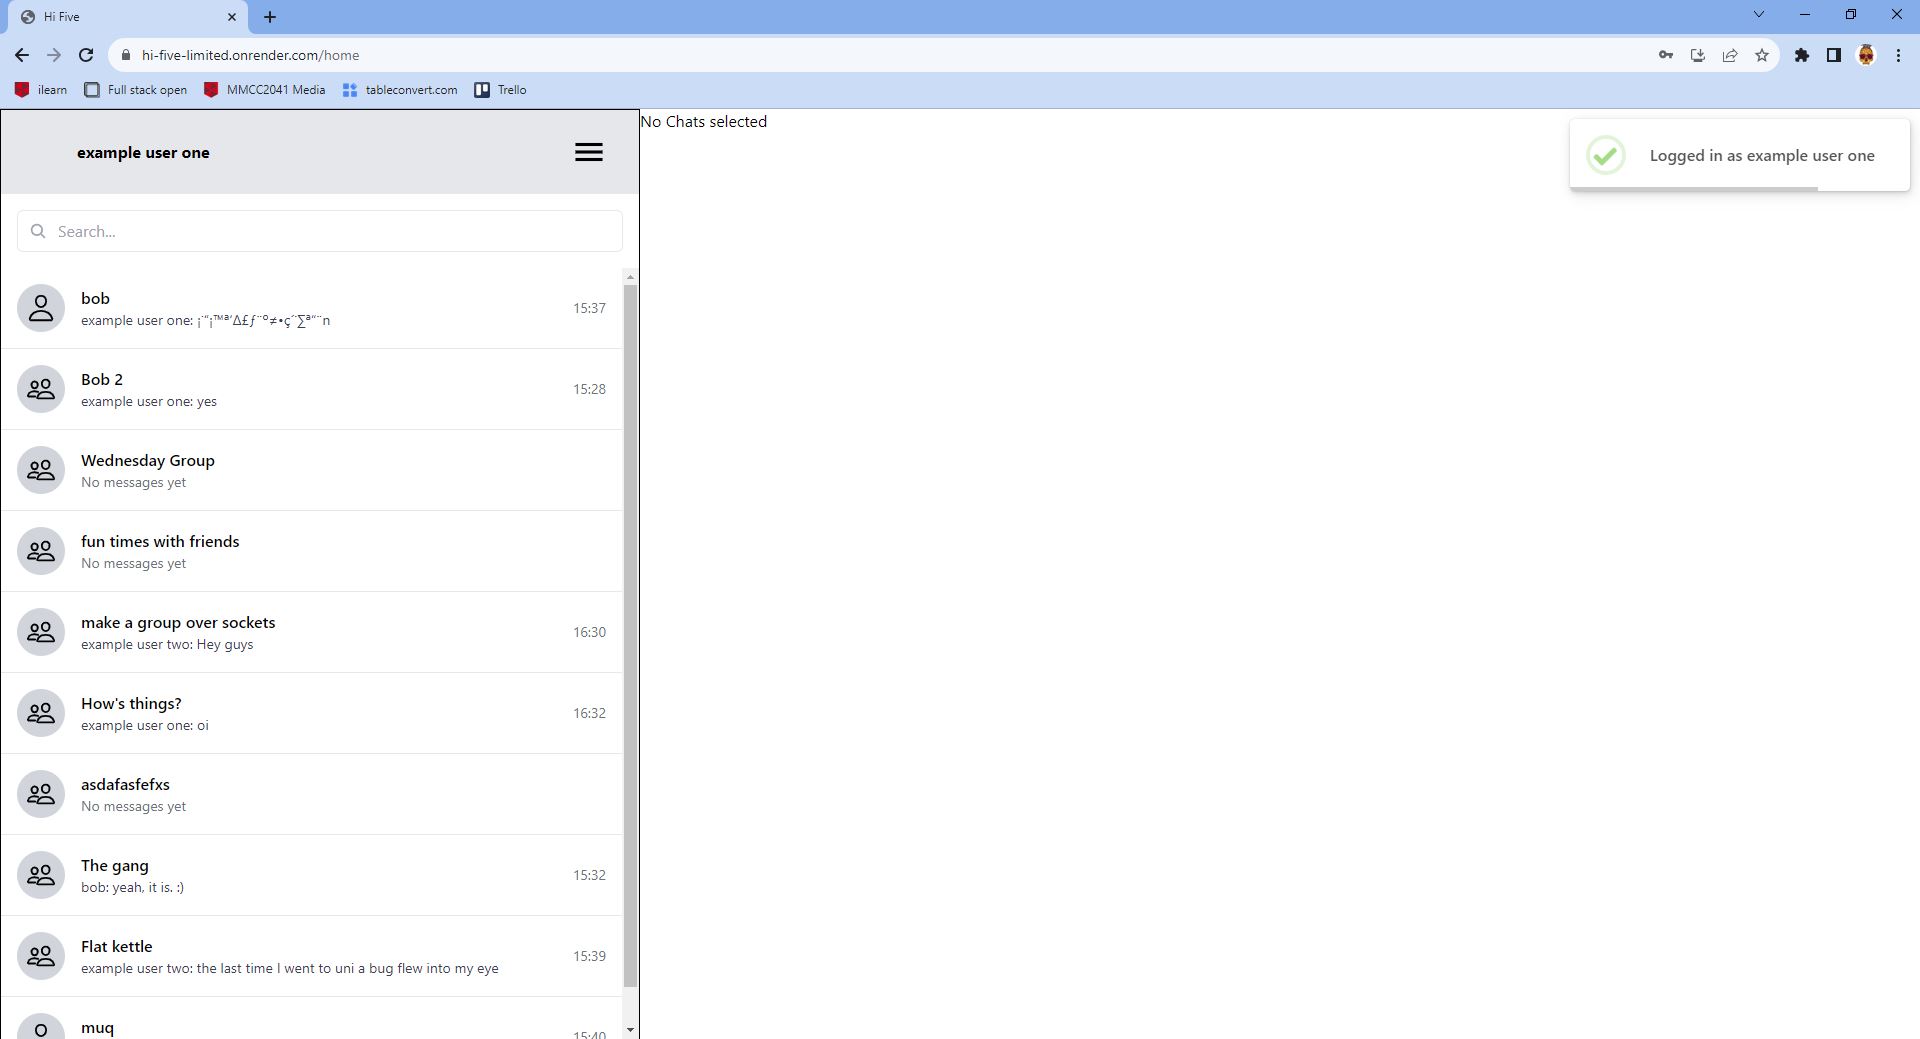 Hi Five
hi-five-limited.onrender.com/home
ilearn
Full stack open
MMCC2041 Media
tableconvert.com
Trello
example user one
Search...
bob
15:37
Bob 2
example user one: yes
15:28
Wednesday Group
No messages yet
fun times with friends
No messages yet
make a group over sockets
example user two: Hey guys
16:30
How's things?
example user one: oi
16:32
asdafasfefxs
No messages yet
The gang
bob: yeah, it is. :)
15:32
Flat kettle
example user two: the last time I went to uni a bug flew into my eye
15:39
muq
15:40
No Chats selected
Logged in as example user one